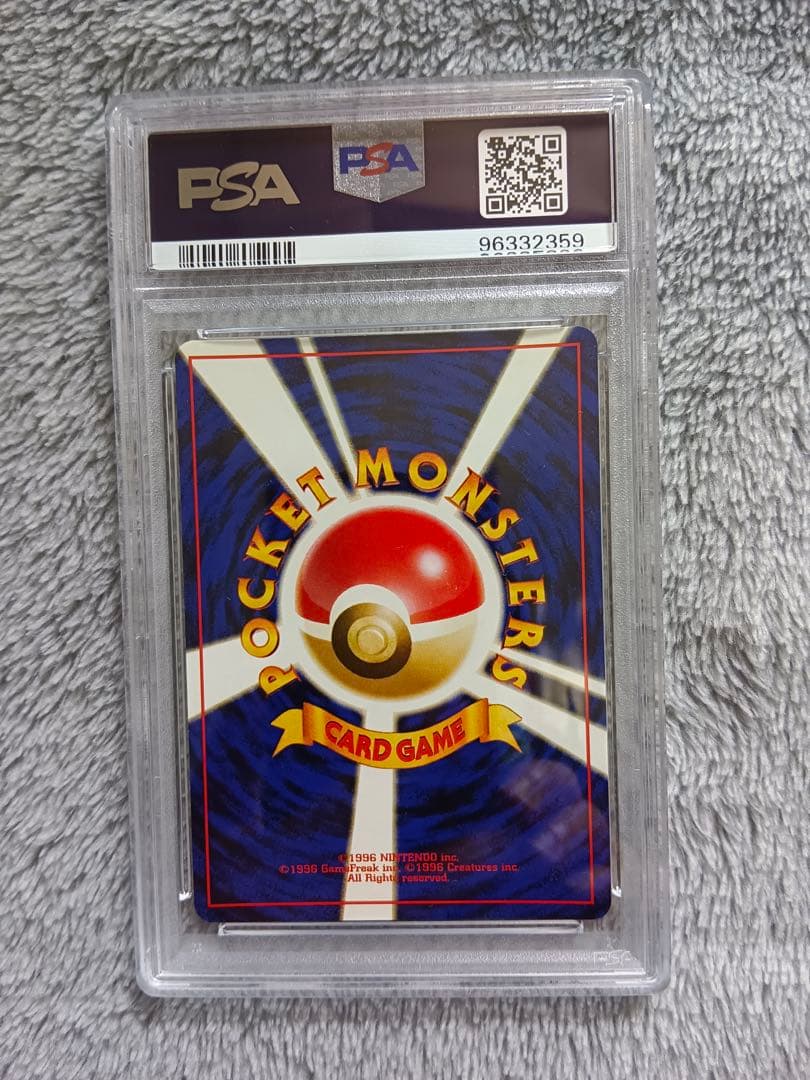 PSA PSA
96332359
POCKET MONSTERS
CARD GAME
©1996 NINTENDO inc.
©1996 GameFreak inc. ©1996 Creatures inc.
All Rights reserved.